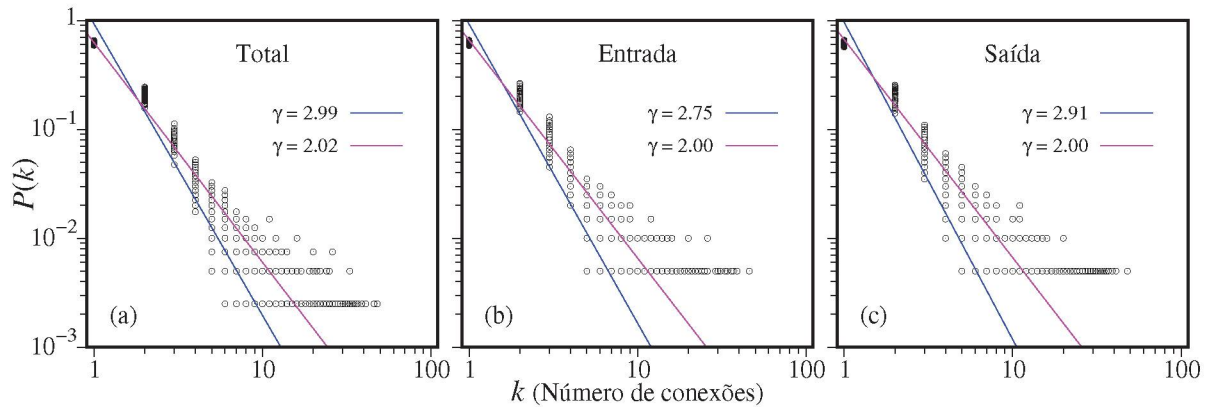 P(k)
1
10⁻¹
10⁻²
10⁻³
Total
γ = 2.99
γ = 2.02
(a)
1 10 100
Entrada
γ = 2.75
γ = 2.00
(b)
1 10 100
Saída
γ = 2.91
γ = 2.00
(c)
1 10 100
k (Número de conexões)